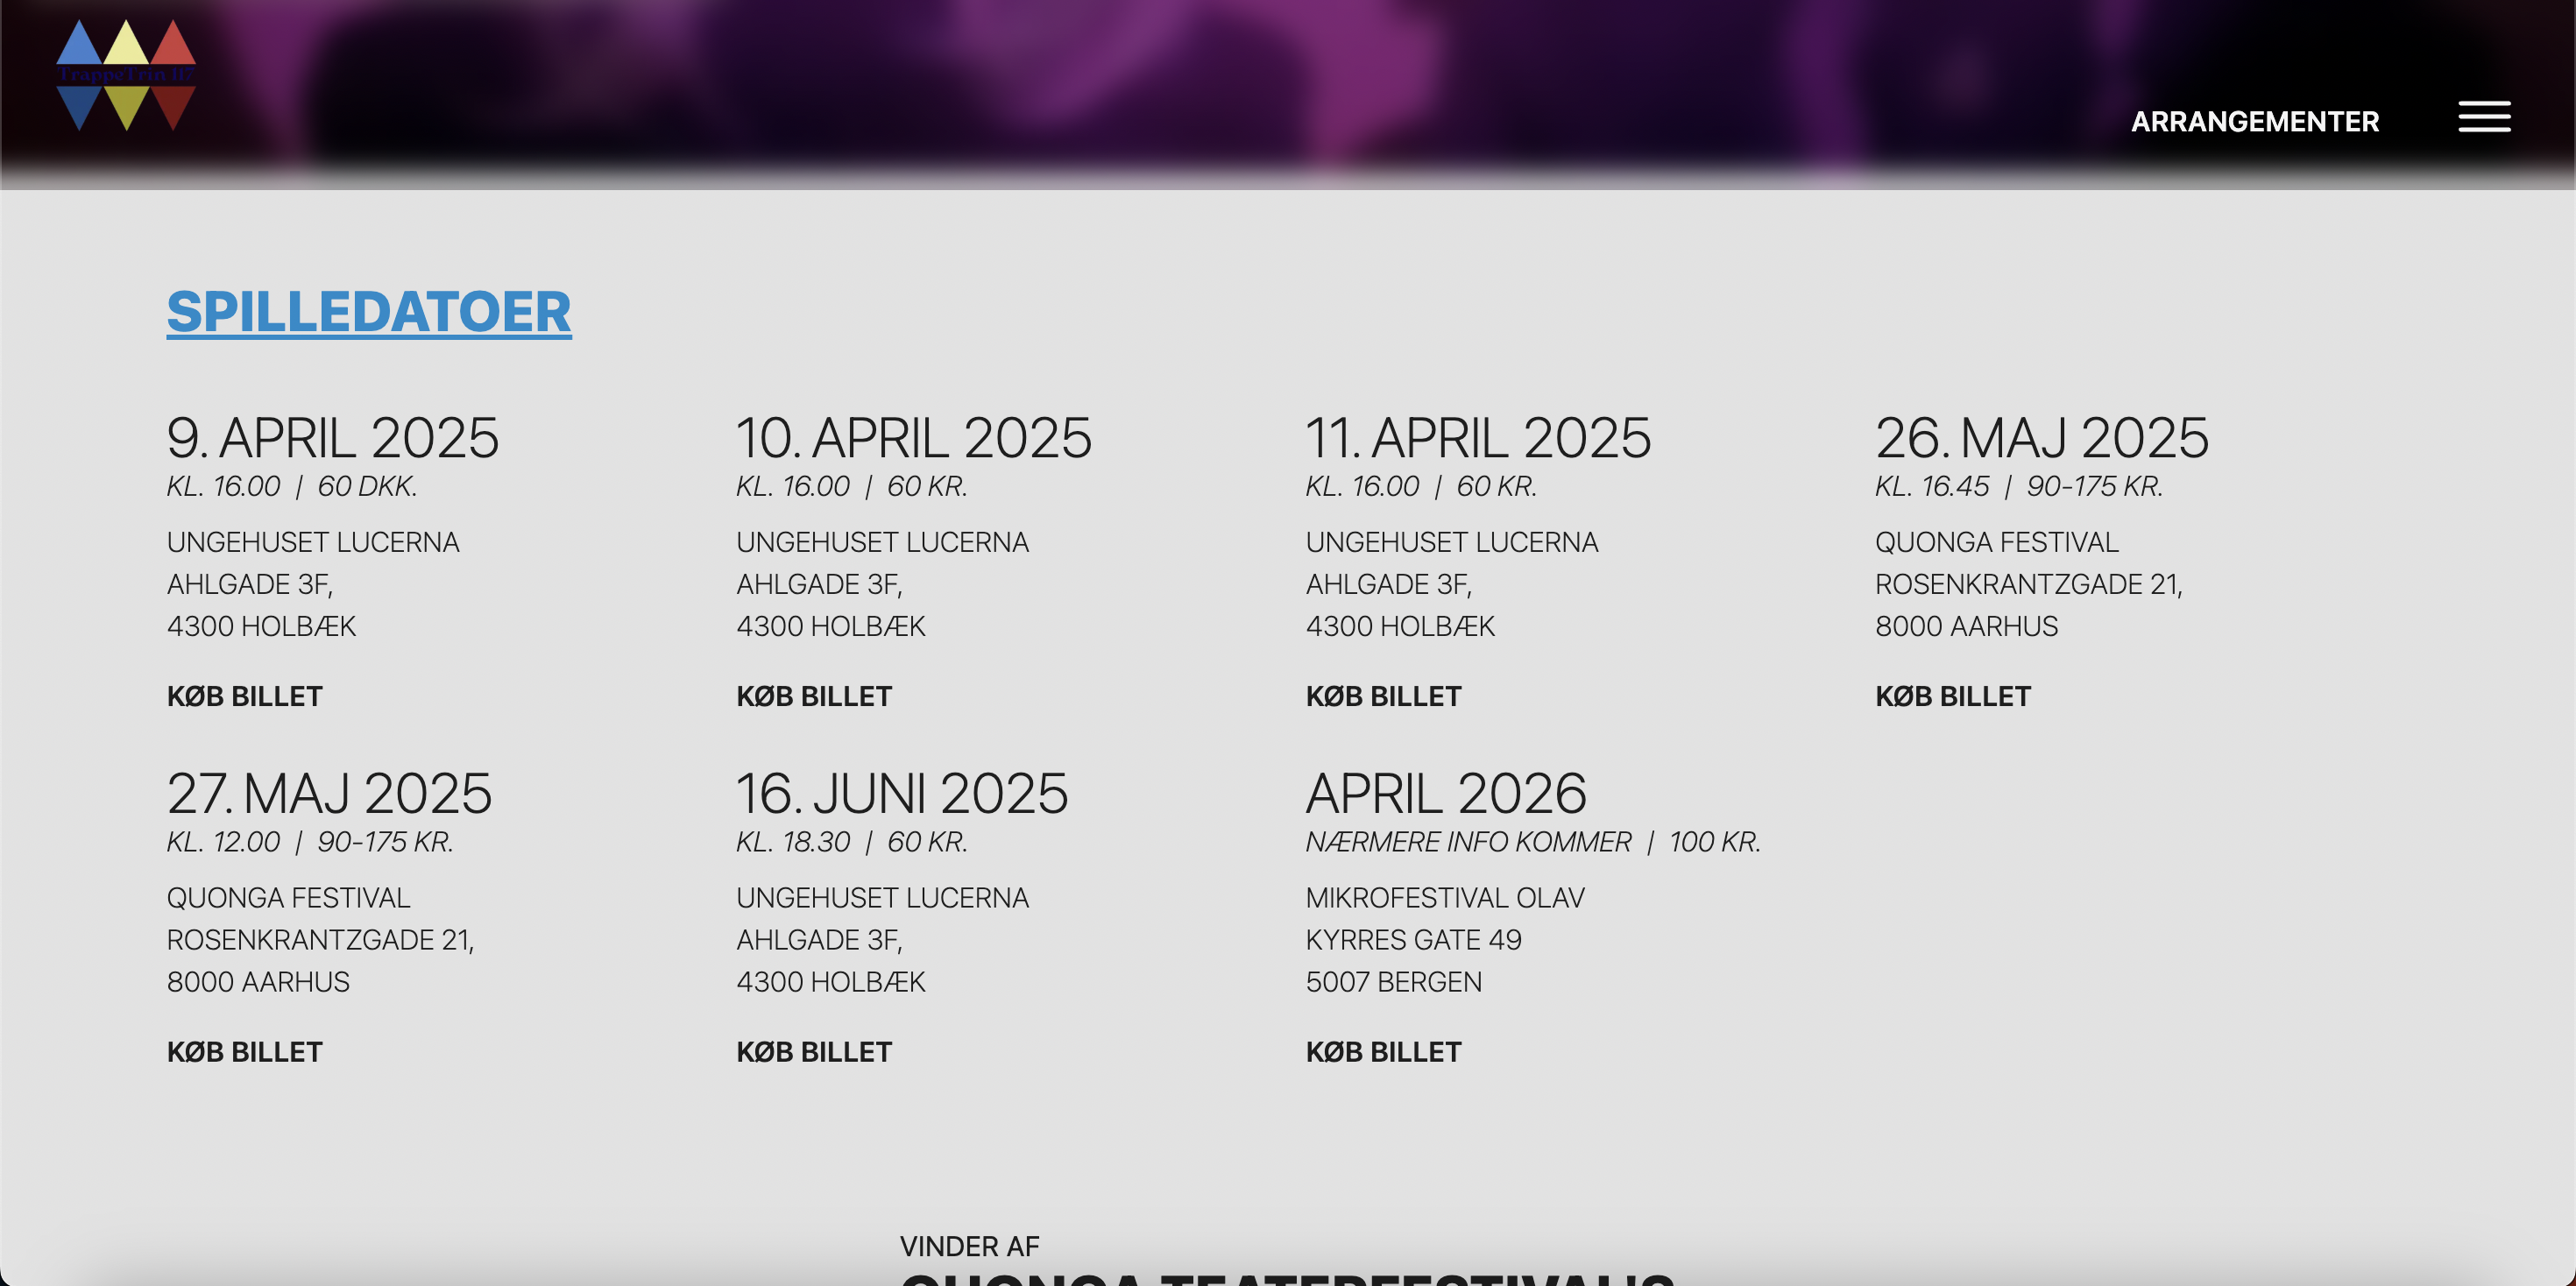 TrappeTrin 117
ARRANGEMENTER
SPILLEDATOER
9. APRIL 2025
KL. 16.00 | 60 DKK.
UNGEHUSET LUCERNA
AHLGADE 3F,
4300 HOLBÆK
KØB BILLET
10. APRIL 2025
KL. 16.00 | 60 KR.
UNGEHUSET LUCERNA
AHLGADE 3F,
4300 HOLBÆK
KØB BILLET
11. APRIL 2025
KL. 16.00 | 60 KR.
UNGEHUSET LUCERNA
AHLGADE 3F,
4300 HOLBÆK
KØB BILLET
26. MAJ 2025
KL. 16.45 | 90-175 KR.
QUONGA FESTIVAL
ROSENKRANTZGADE 21,
8000 AARHUS
KØB BILLET
27. MAJ 2025
KL. 12.00 | 90-175 KR.
QUONGA FESTIVAL
ROSENKRANTZGADE 21,
8000 AARHUS
KØB BILLET
16. JUNI 2025
KL. 18.30 | 60 KR.
UNGEHUSET LUCERNA
AHLGADE 3F,
4300 HOLBÆK
KØB BILLET
APRIL 2026
NÆRMERE INFO KOMMER | 100 KR.
MIKROFESTIVAL OLAV
KYRRES GATE 49
5007 BERGEN
KØB BILLET
VINDER AF
QUONGA TEATERFESTIVAL'S